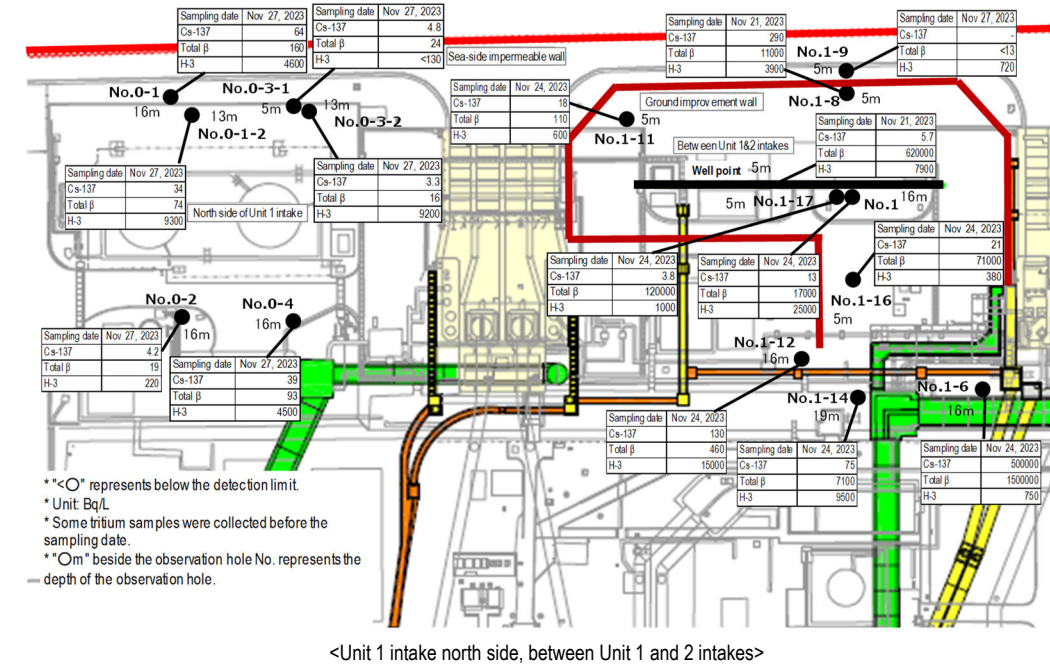 Sampling date Nov 27, 2023
Cs-137 64
Total β 160
H-3 4600
Sampling date Nov 27, 2023
Cs-137 4.8
Total β 24
H-3 <130
Sea-side impermeable wall
Sampling date Nov 21, 2023
Cs-137 290
Total β 11000
H-3 3900
Sampling date Nov 27, 2023
Cs-137 -
Total β <13
H-3 720
No.1-9
5m
No.1-8
5m
No.0-1
16m
No.0-3-1
5m
13m
No.0-1-2
13m
No.0-3-2
Sampling date Nov 24, 2023
Cs-137 18
Total β 110
H-3 600
Ground improvement wall
5m
No.1-11
Sampling date Nov 21, 2023
Cs-137 5.7
Total β 620000
H-3 7900
Between Unit 1&2 intakes
Well point 5m
Sampling date Nov 27, 2023
Cs-137 34
Total β 74
H-3 9300
North side of Unit 1 intake
Sampling date Nov 27, 2023
Cs-137 3.3
Total β 16
H-3 9200
5m
No.1-17
No.1
16m
Sampling date Nov 24, 2023
Cs-137 21
Total β 71000
H-3 380
Sampling date Nov 24, 2023
Cs-137 3.8
Total β 120000
H-3 1000
Sampling date Nov 24, 2023
Cs-137 13
Total β 17000
H-3 25000
No.1-16
5m
No.0-2
16m
No.0-4
16m
Sampling date Nov 27, 2023
Cs-137 4.2
Total β 19
H-3 220
Sampling date Nov 27, 2023
Cs-137 39
Total β 93
H-3 4500
No.1-12
16m
No.1-14
19m
No.1-6
16m
Sampling date Nov 24, 2023
Cs-137 130
Total β 460
H-3 15000
Sampling date Nov 24, 2023
Cs-137 75
Total β 7100
H-3 9500
Sampling date Nov 24, 2023
Cs-137 500000
Total β 1500000
H-3 750
* "<○" represents below the detection limit.
* Unit: Bq/L
* Some tritium samples were collected before the
sampling date.
* "○m" beside the observation hole No. represents the
depth of the observation hole.
<Unit 1 intake north side, between Unit 1 and 2 intakes>